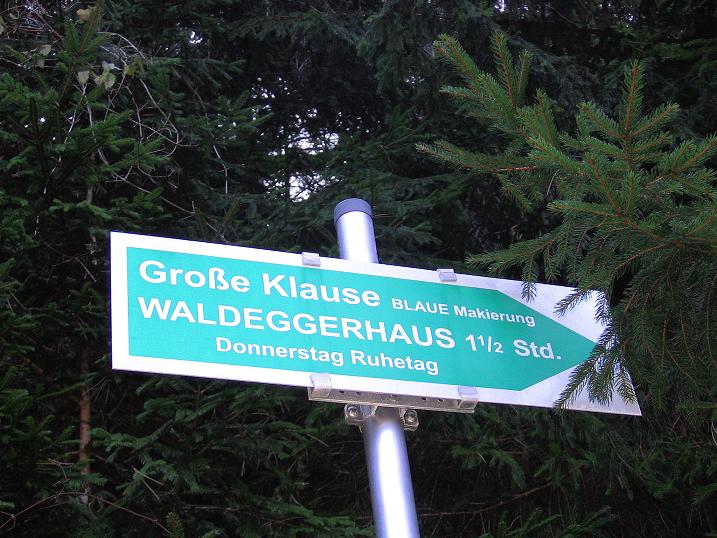 Große Klause BLAUE Makierung
WALDEGGERHAUS 1½ Std.
Donnerstag Ruhetag